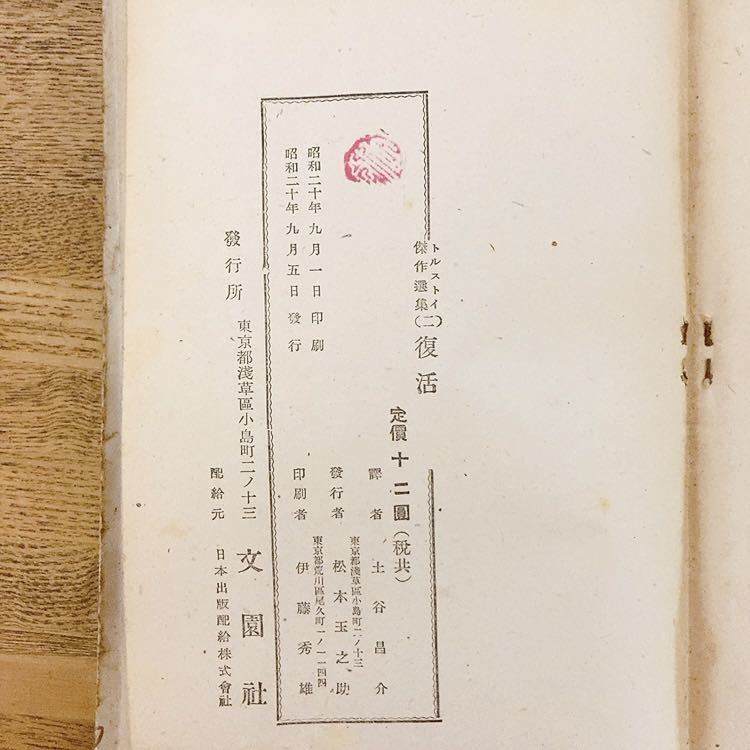 トルストイ
傑作選集(二)復活
定價十二圓(税共)
昭和二十年九月一日印刷
昭和二十年九月五日發行
譯者 土谷昌介
東京都淺草區小島町二ノ十三
發行者 松本玉之助
東京都荒川區尾久町一ノ一一四四
印刷者 伊藤秀雄
發行所 東京都淺草區小島町二ノ十三
文園社
配給元 日本出版配給株式會社